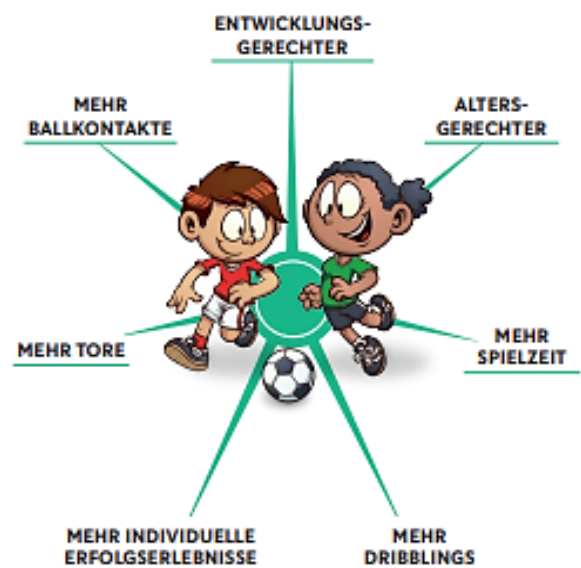 ENTWICKLUNGS-
GERECHTER
MEHR
BALLKONTAKTE
ALTERS-
GERECHTER
MEHR TORE
MEHR
SPIELZEIT
MEHR INDIVIDUELLE
ERFOLGSERLEBNISSE
MEHR
DRIBBLINGS